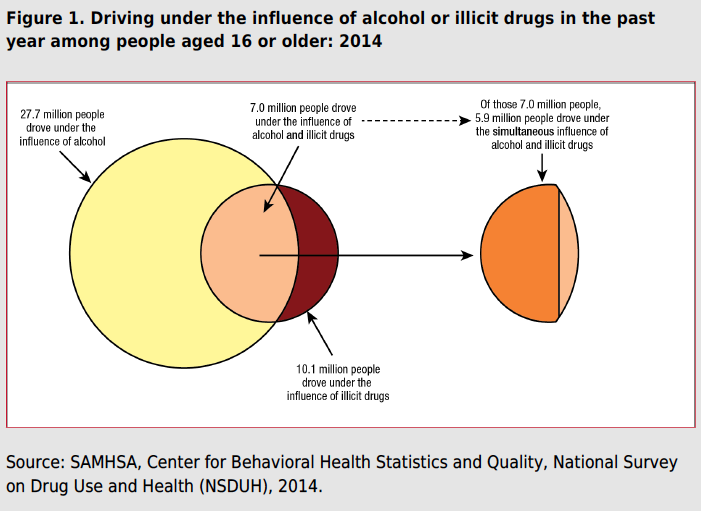 Figure 1. Driving under the influence of alcohol or illicit drugs in the past
year among people aged 16 or older: 2014
27.7 million people
drove under the
influence of alcohol
7.0 million people drove
under the influence of
alcohol and illicit drugs
Of those 7.0 million people,
5.9 million people drove under
the simultaneous influence of
alcohol and illicit drugs
10.1 million people
drove under the
influence of illicit drugs
Source: SAMHSA, Center for Behavioral Health Statistics and Quality, National Survey
on Drug Use and Health (NSDUH), 2014.